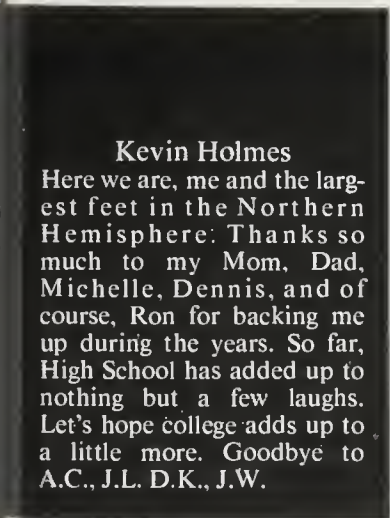 Kevin Holmes
Here we are, me and the larg-
est feet in the Northern
Hemisphere: Thanks so
much to my Mom, Dad,
Michelle, Dennis, and of
course, Ron for backing me
up during the years. So far,
High School has added up to
nothing but a few laughs.
Let's hope college adds up to
a little more. Goodbye to
A.C., J.L. D.K., J.W.